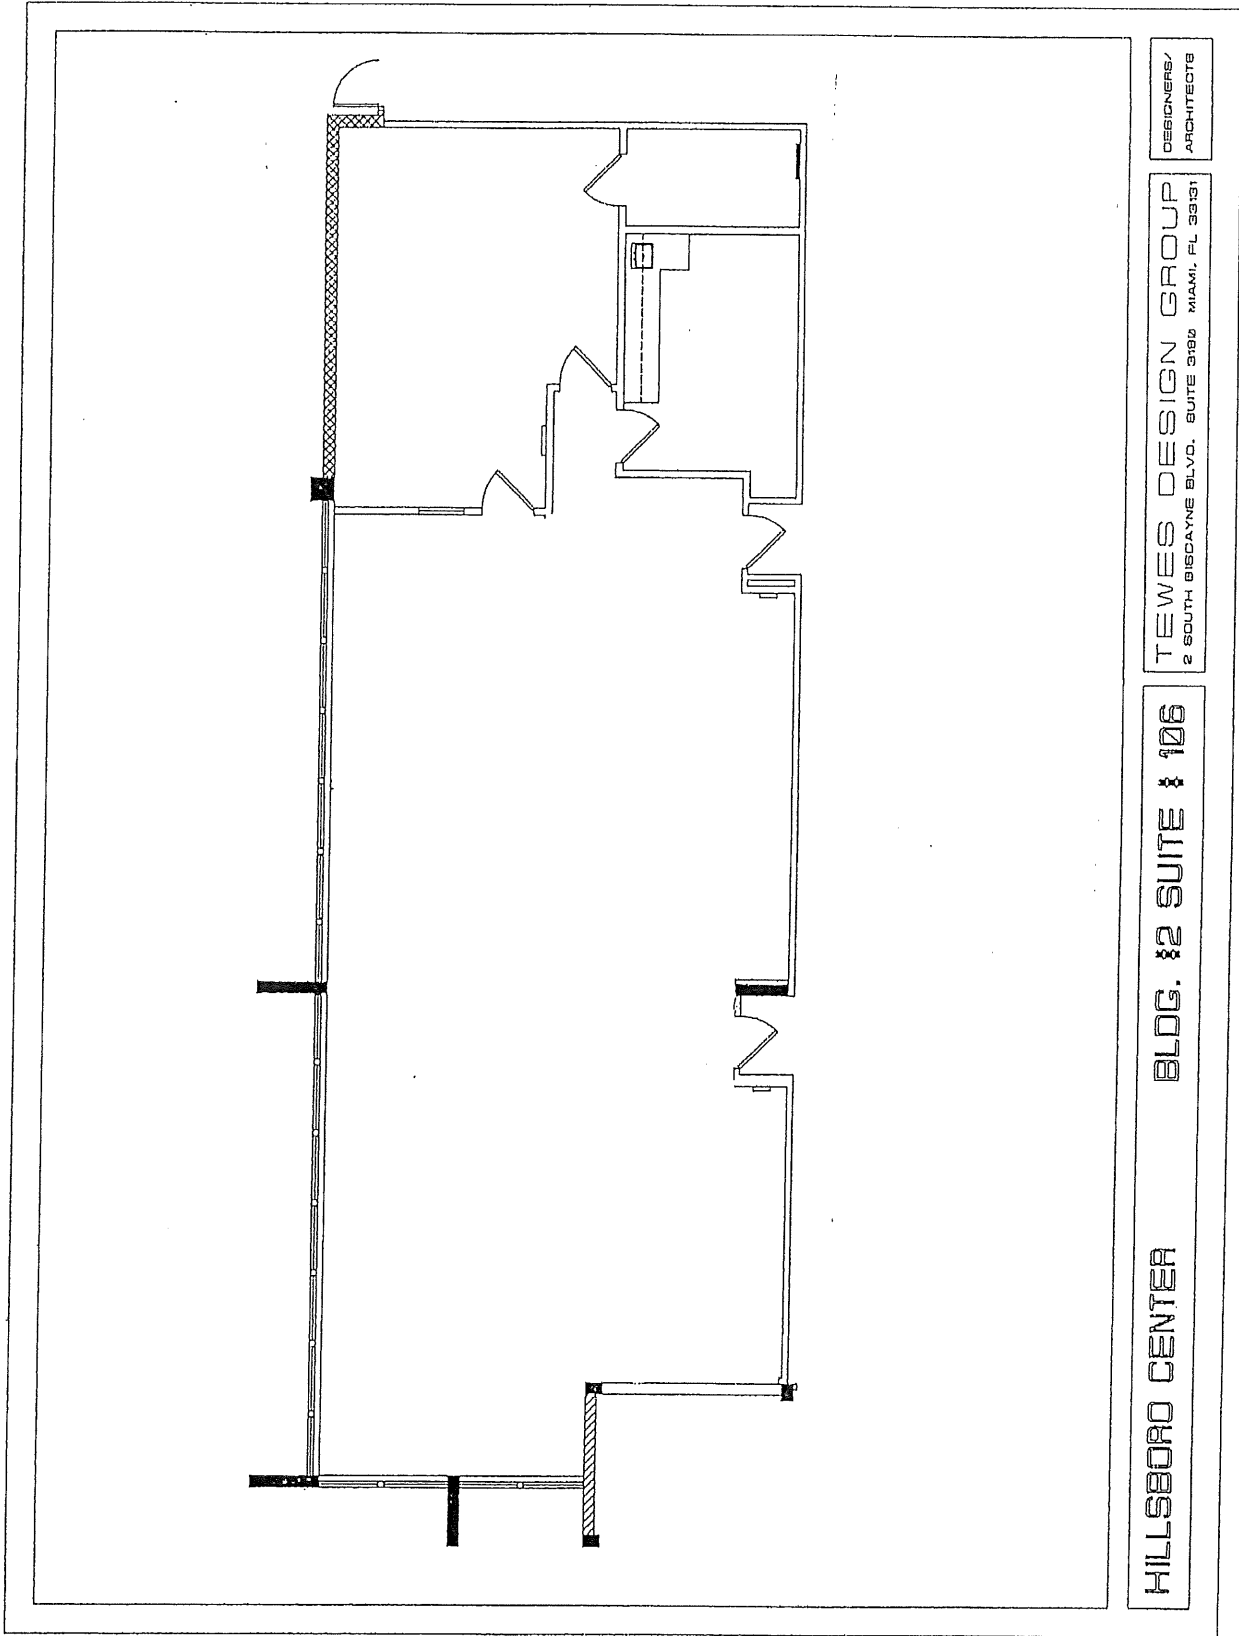 HILLSBORO CENTER
BLDG. #2 SUITE # 106
TEWES DESIGN GROUP
2 SOUTH BISCAYNE BLVD. SUITE 3180 MIAMI, FL 33131
DESIGNERS/
ARCHITECTS